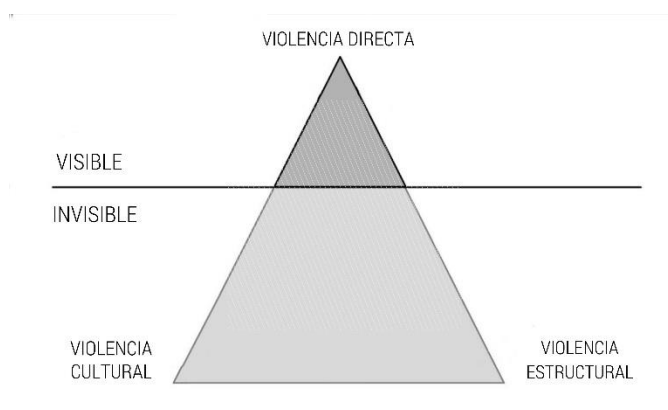 VIOLENCIA DIRECTA
VISIBLE
INVISIBLE
VIOLENCIA
CULTURAL
VIOLENCIA
ESTRUCTURAL